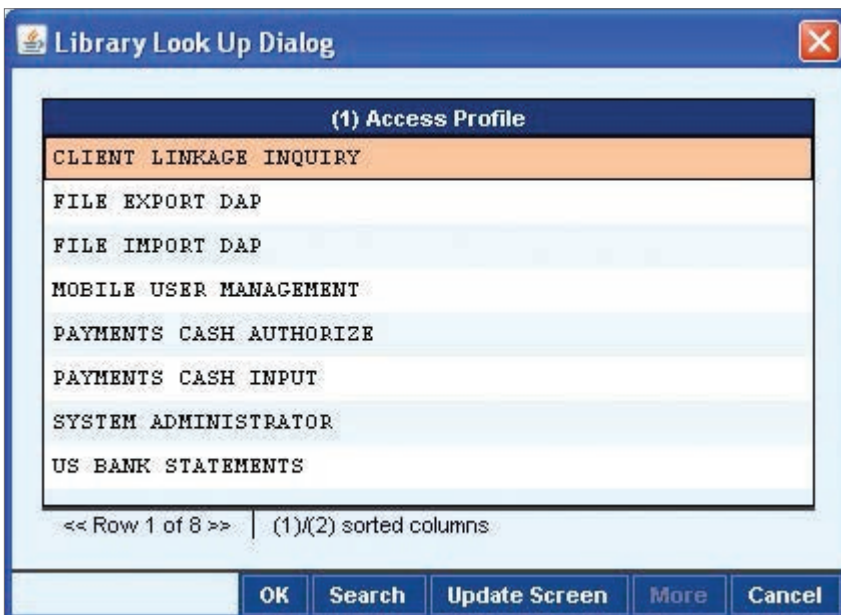 Library Look Up Dialog
(1) Access Profile
CLIENT LINKAGE INQUIRY
FILE EXPORT DAP
FILE IMPORT DAP
MOBILE USER MANAGEMENT
PAYMENTS CASH AUTHORIZE
PAYMENTS CASH INPUT
SYSTEM ADMINISTRATOR
US BANK STATEMENTS
<< Row 1 of 8 >> (1)/(2) sorted columns
OK Search Update Screen More Cancel